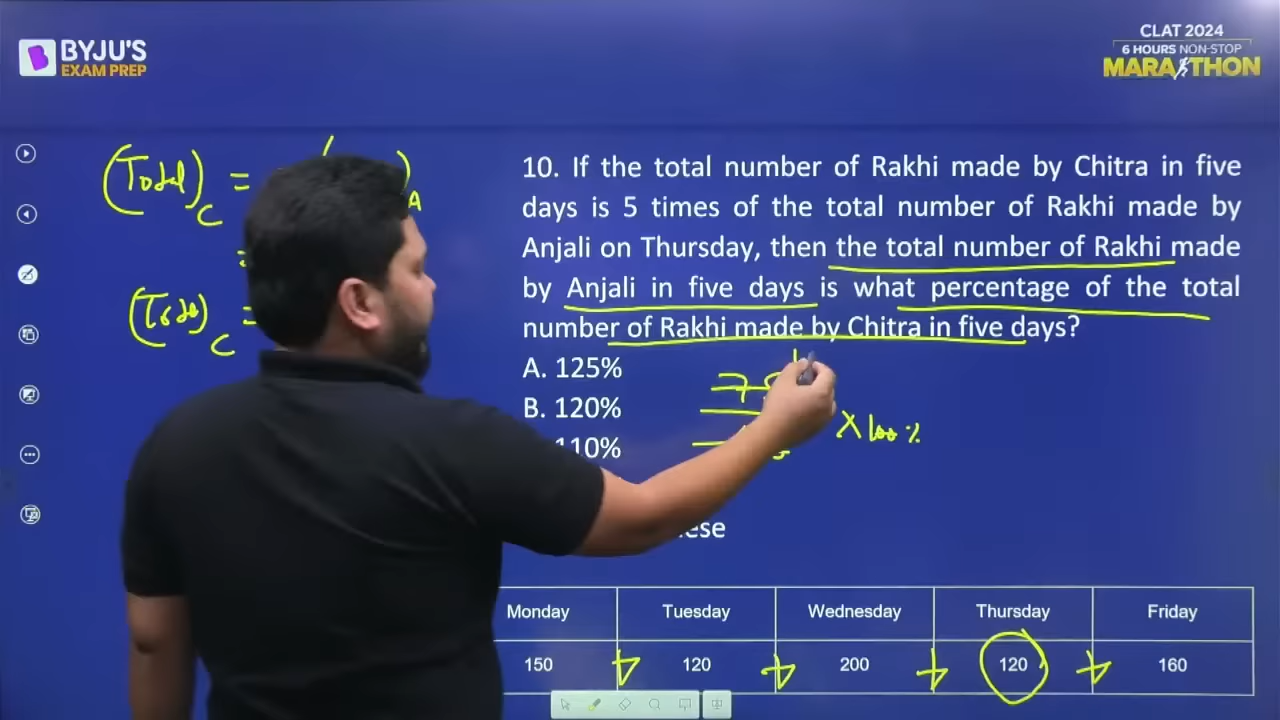 BYJU'S
EXAM PREP
CLAT 2024
6 HOURS NON-STOP
MARATHON
(Total)C = ( )A
=
(Total)C =
10. If the total number of Rakhi made by Chitra in five
days is 5 times of the total number of Rakhi made by
Anjali on Thursday, then the total number of Rakhi made
by Anjali in five days is what percentage of the total
number of Rakhi made by Chitra in five days?
A. 125%
B. 120%
110%
X 100 %
Monday Tuesday Wednesday Thursday Friday
150 + 120 + 200 + 120 + 160